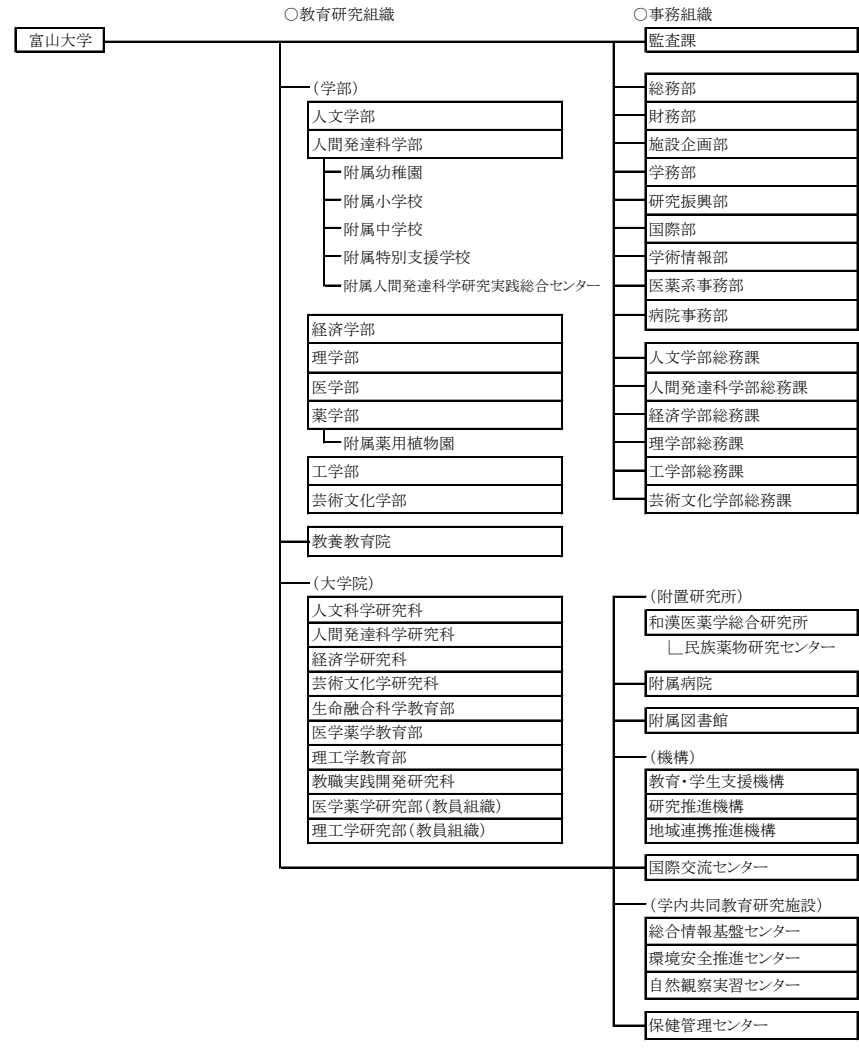 ○教育研究組織
○事務組織
富山大学
監査課
(学部)
人文学部
人間発達科学部
附属幼稚園
附属小学校
附属中学校
附属特別支援学校
附属人間発達科学研究実践総合センター
経済学部
理学部
医学部
薬学部
附属薬用植物園
工学部
芸術文化学部
教養教育院
(大学院)
人文科学研究科
人間発達科学研究科
経済学研究科
芸術文化学研究科
生命融合科学教育部
医学薬学教育部
理工学教育部
教職実践開発研究科
医学薬学研究部(教員組織)
理工学研究部(教員組織)
総務部
財務部
施設企画部
学務部
研究振興部
国際部
学術情報部
医薬系事務部
病院事務部
人文学部総務課
人間発達科学部総務課
経済学部総務課
理学部総務課
工学部総務課
芸術文化学部総務課
(附置研究所)
和漢医薬学総合研究所
民族薬物研究センター
附属病院
附属図書館
(機構)
教育・学生支援機構
研究推進機構
地域連携推進機構
国際交流センター
(学内共同教育研究施設)
総合情報基盤センター
環境安全推進センター
自然観察実習センター
保健管理センター